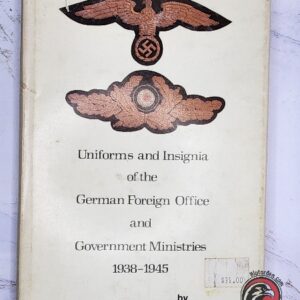 Uniforms and Insignia
of the
German Foreign Office
and
Government Ministries
1938-1945
by